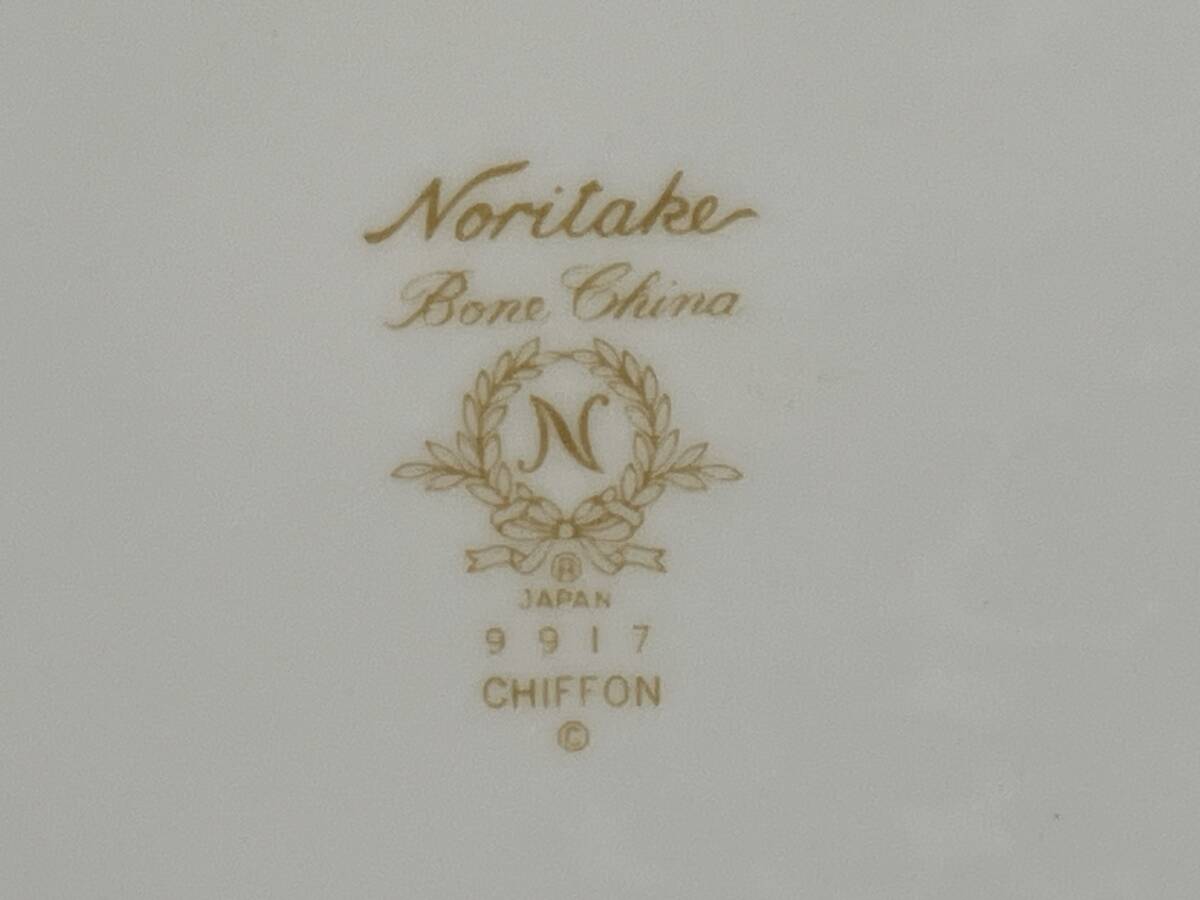 Noritake
Bone China
N
®
JAPAN
9917
CHIFFON
©